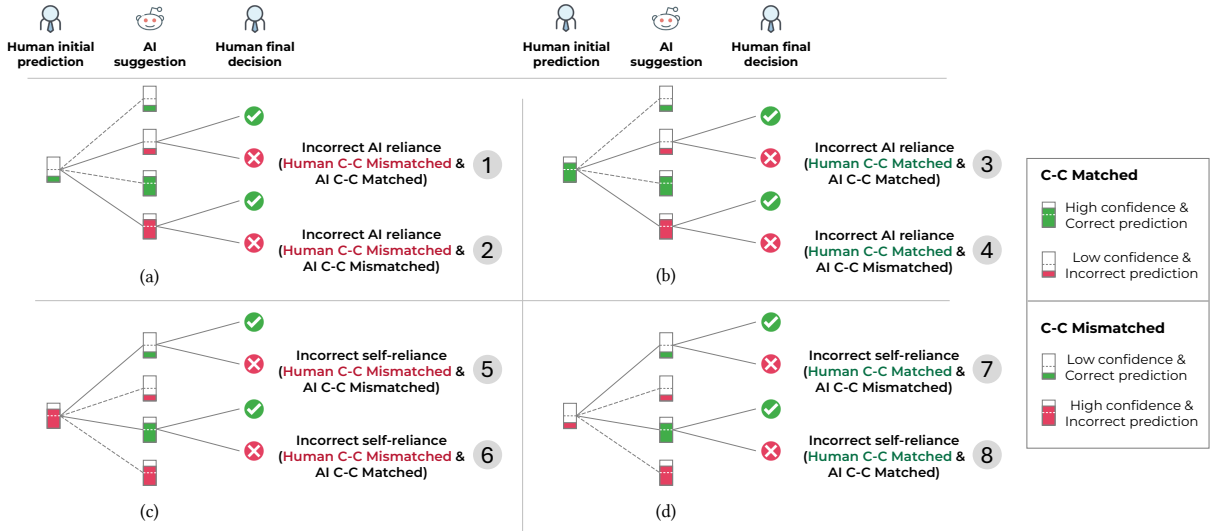 Human initial
prediction
AI
suggestion
Human final
decision
Human initial
prediction
AI
suggestion
Human final
decision
Incorrect AI reliance
(Human C-C Mismatched &
AI C-C Matched)
1
Incorrect AI reliance
(Human C-C Mismatched &
AI C-C Mismatched)
2
(a)
Incorrect AI reliance
(Human C-C Matched &
AI C-C Matched)
3
Incorrect AI reliance
(Human C-C Matched &
AI C-C Mismatched)
4
(b)
Incorrect self-reliance
(Human C-C Mismatched &
AI C-C Mismatched)
5
Incorrect self-reliance
(Human C-C Mismatched &
AI C-C Matched)
6
(c)
Incorrect self-reliance
(Human C-C Matched &
AI C-C Mismatched)
7
Incorrect self-reliance
(Human C-C Matched &
AI C-C Matched)
8
(d)
C-C Matched
High confidence &
Correct prediction
Low confidence &
Incorrect prediction
C-C Mismatched
Low confidence &
Correct prediction
High confidence &
Incorrect prediction